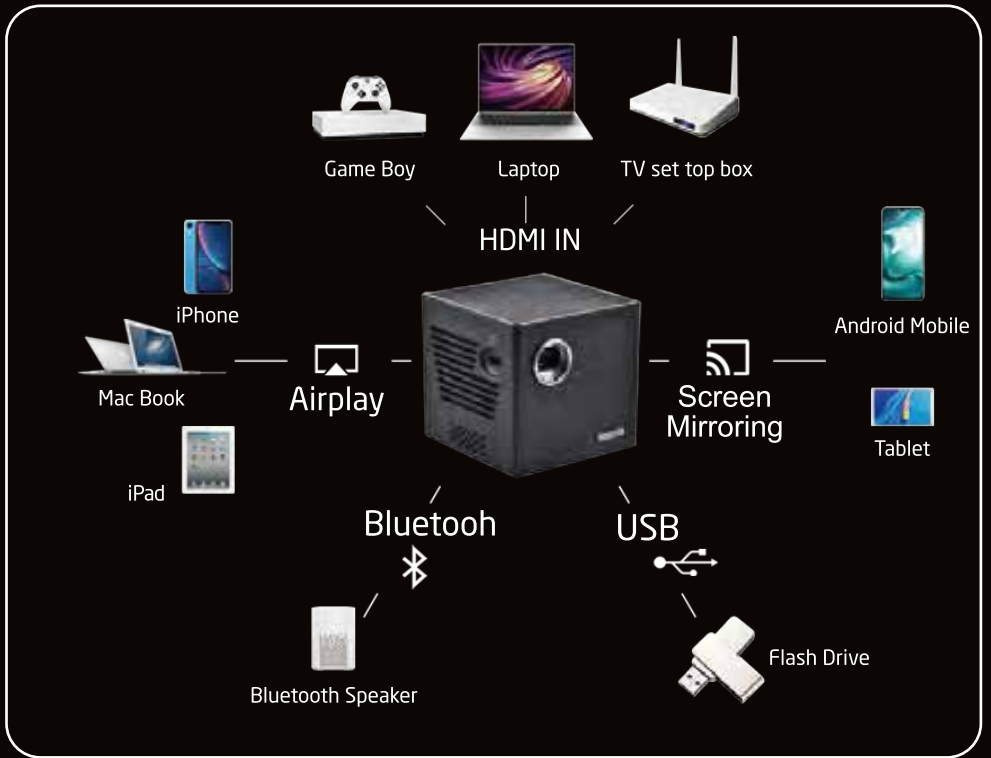 Game Boy
Laptop
TV set top box
HDMI IN
iPhone
Android Mobile
Mac Book
Airplay
Screen
Mirroring
Tablet
iPad
Bluetooh
USB
Flash Drive
Bluetooth Speaker